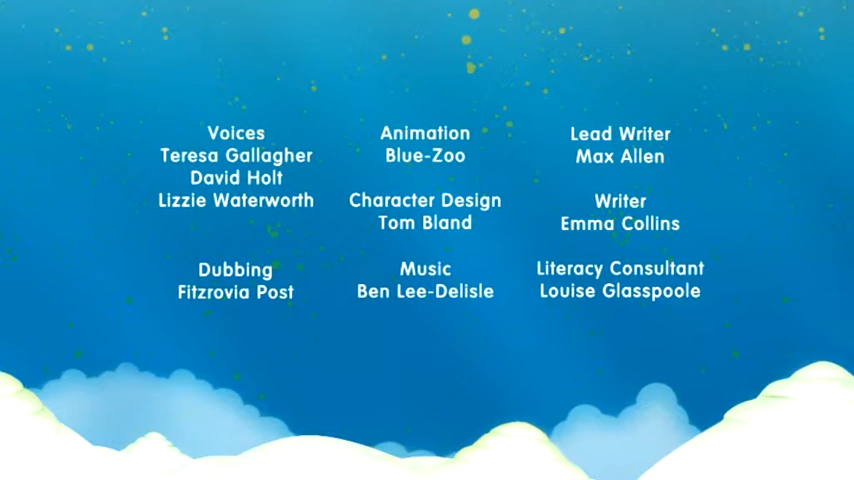 Voices
Teresa Gallagher
David Holt
Lizzie Waterworth
Dubbing
Fitzrovia Post
Animation
Blue-Zoo
Character Design
Tom Bland
Music
Ben Lee-Delisle
Lead Writer
Max Allen
Writer
Emma Collins
Literacy Consultant
Louise Glasspoole